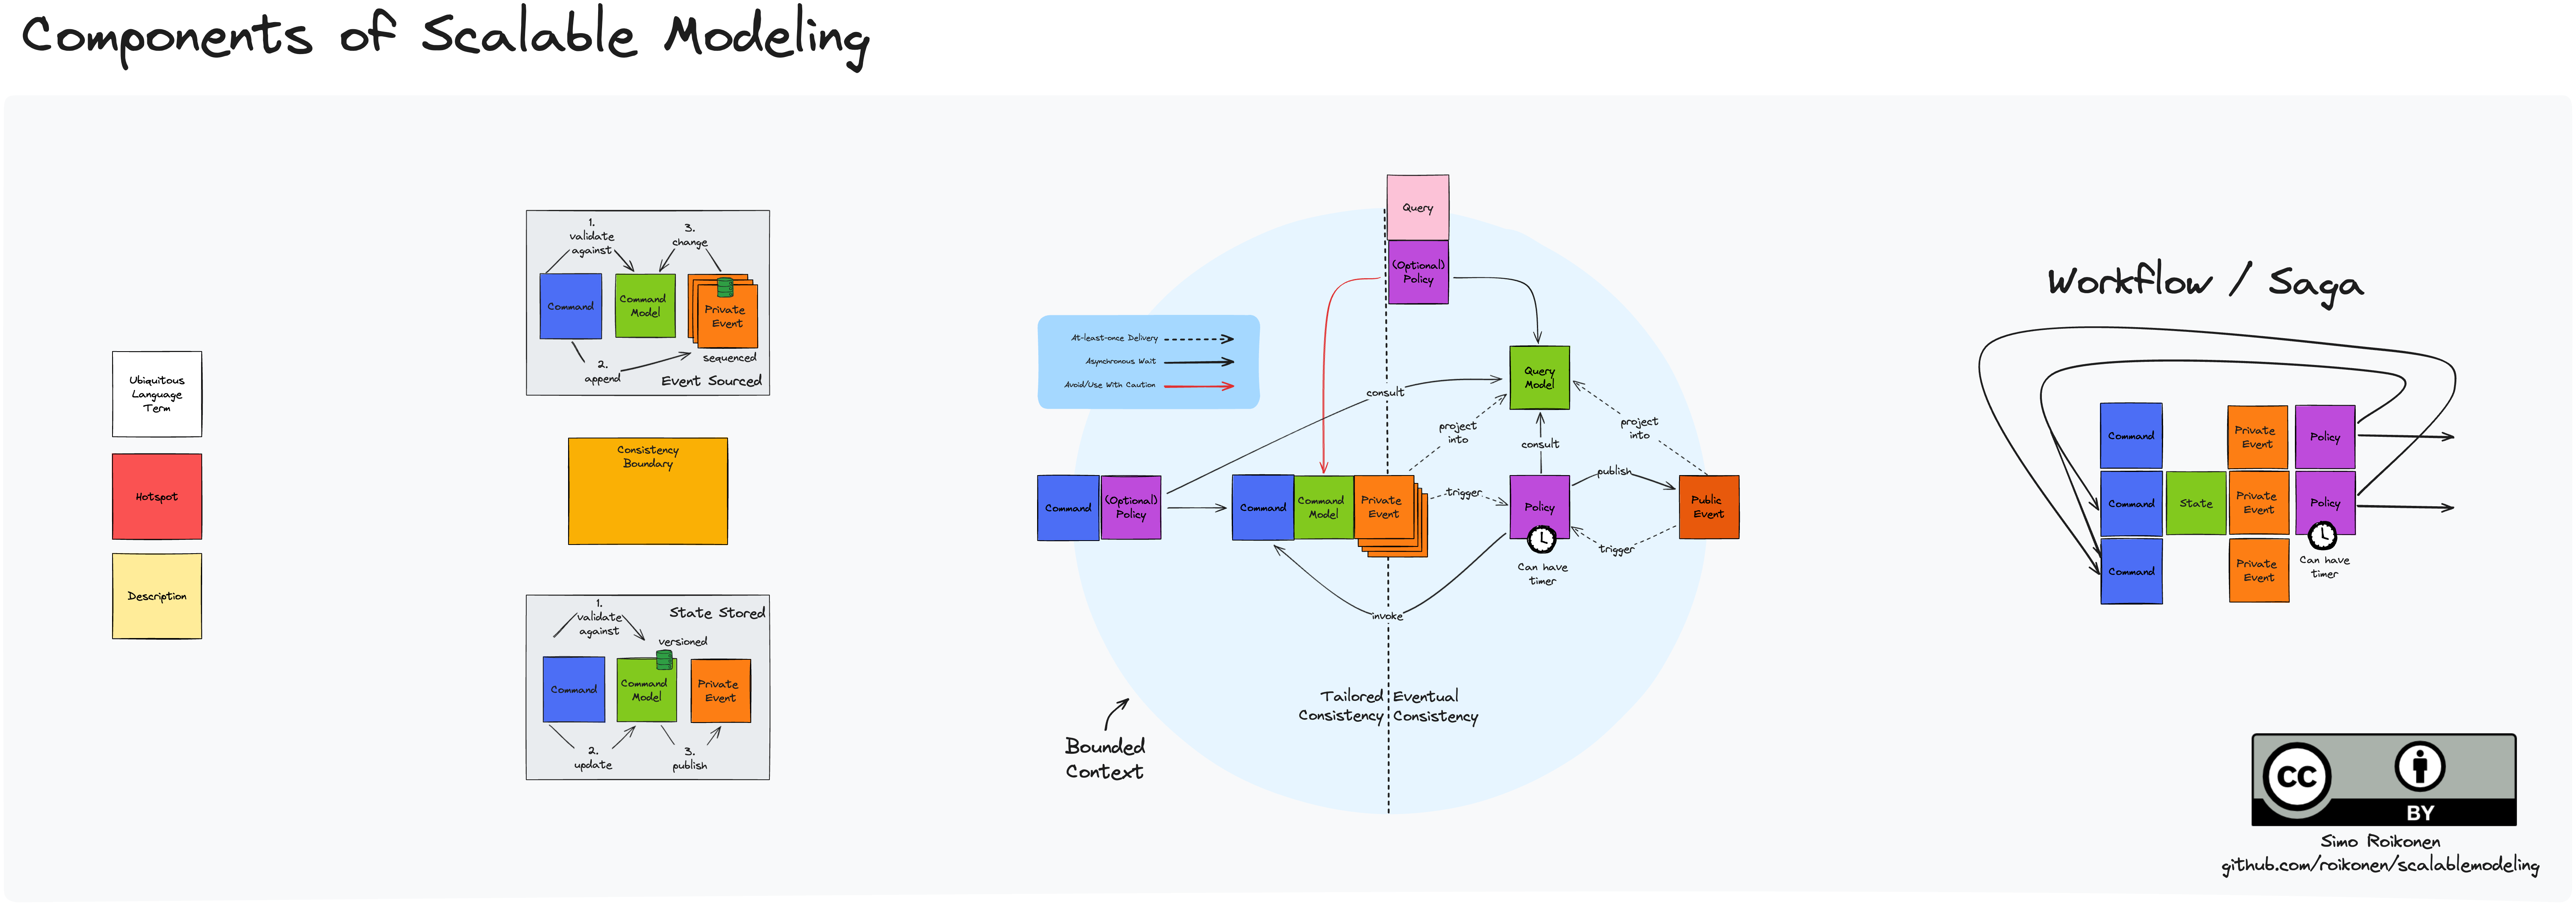 Components of Scalable Modeling
Ubiquitous
Language
Term
Hotspot
Description
1.
validate
against
3.
change
Command
Command
Model
Private
Event
sequenced
2.
append
Event Sourced
Consistency
Boundary
1.
validate
against
State Stored
versioned
Command
Command
Model
Private
Event
2.
update
3.
publish
Query
(Optional)
Policy
At-least-once Delivery
Asynchronous Wait
Avoid/Use With Caution
Query
Model
consult
project
into
project
into
consult
Command
(Optional)
Policy
Command
Command
Model
Private
Event
trigger
Policy
publish
Public
Event
trigger
Can have
timer
invoke
Tailored
Consistency
Eventual
Consistency
Bounded
Context
Workflow / Saga
Command
Private
Event
Policy
Command
State
Private
Event
Policy
Command
Private
Event
Can have
timer
CC
BY
Simo Roikonen
github.com/roikonen/scalablemodeling